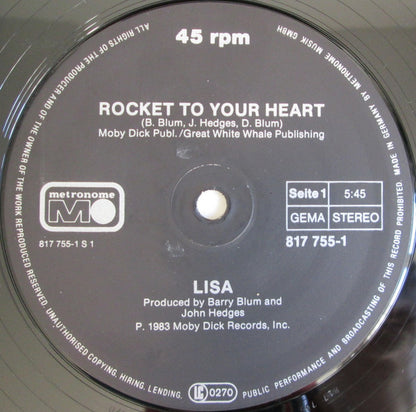 45 rpm
ROCKET TO YOUR HEART
(B. Blum, J. Hedges, D. Blum)
Moby Dick Publ./Great White Whale Publishing
metronome
M
817 755-1 S 1
Seite 1 5:45
GEMA STEREO
817 755-1
LISA
Produced by Barry Blum and
John Hedges
P. 1983 Moby Dick Records, Inc.
ALL RIGHTS OF THE PRODUCER AND OF THE OWNER OF THE WORK REPRODUCED RESERVED. UNAUTHORISED COPYING, HIRING, LENDING, LC 0270 PUBLIC PERFORMANCE AND BROADCASTING OF THIS RECORD PROHIBITED. MADE IN GERMANY BY METRONOME MUSIK GMBH